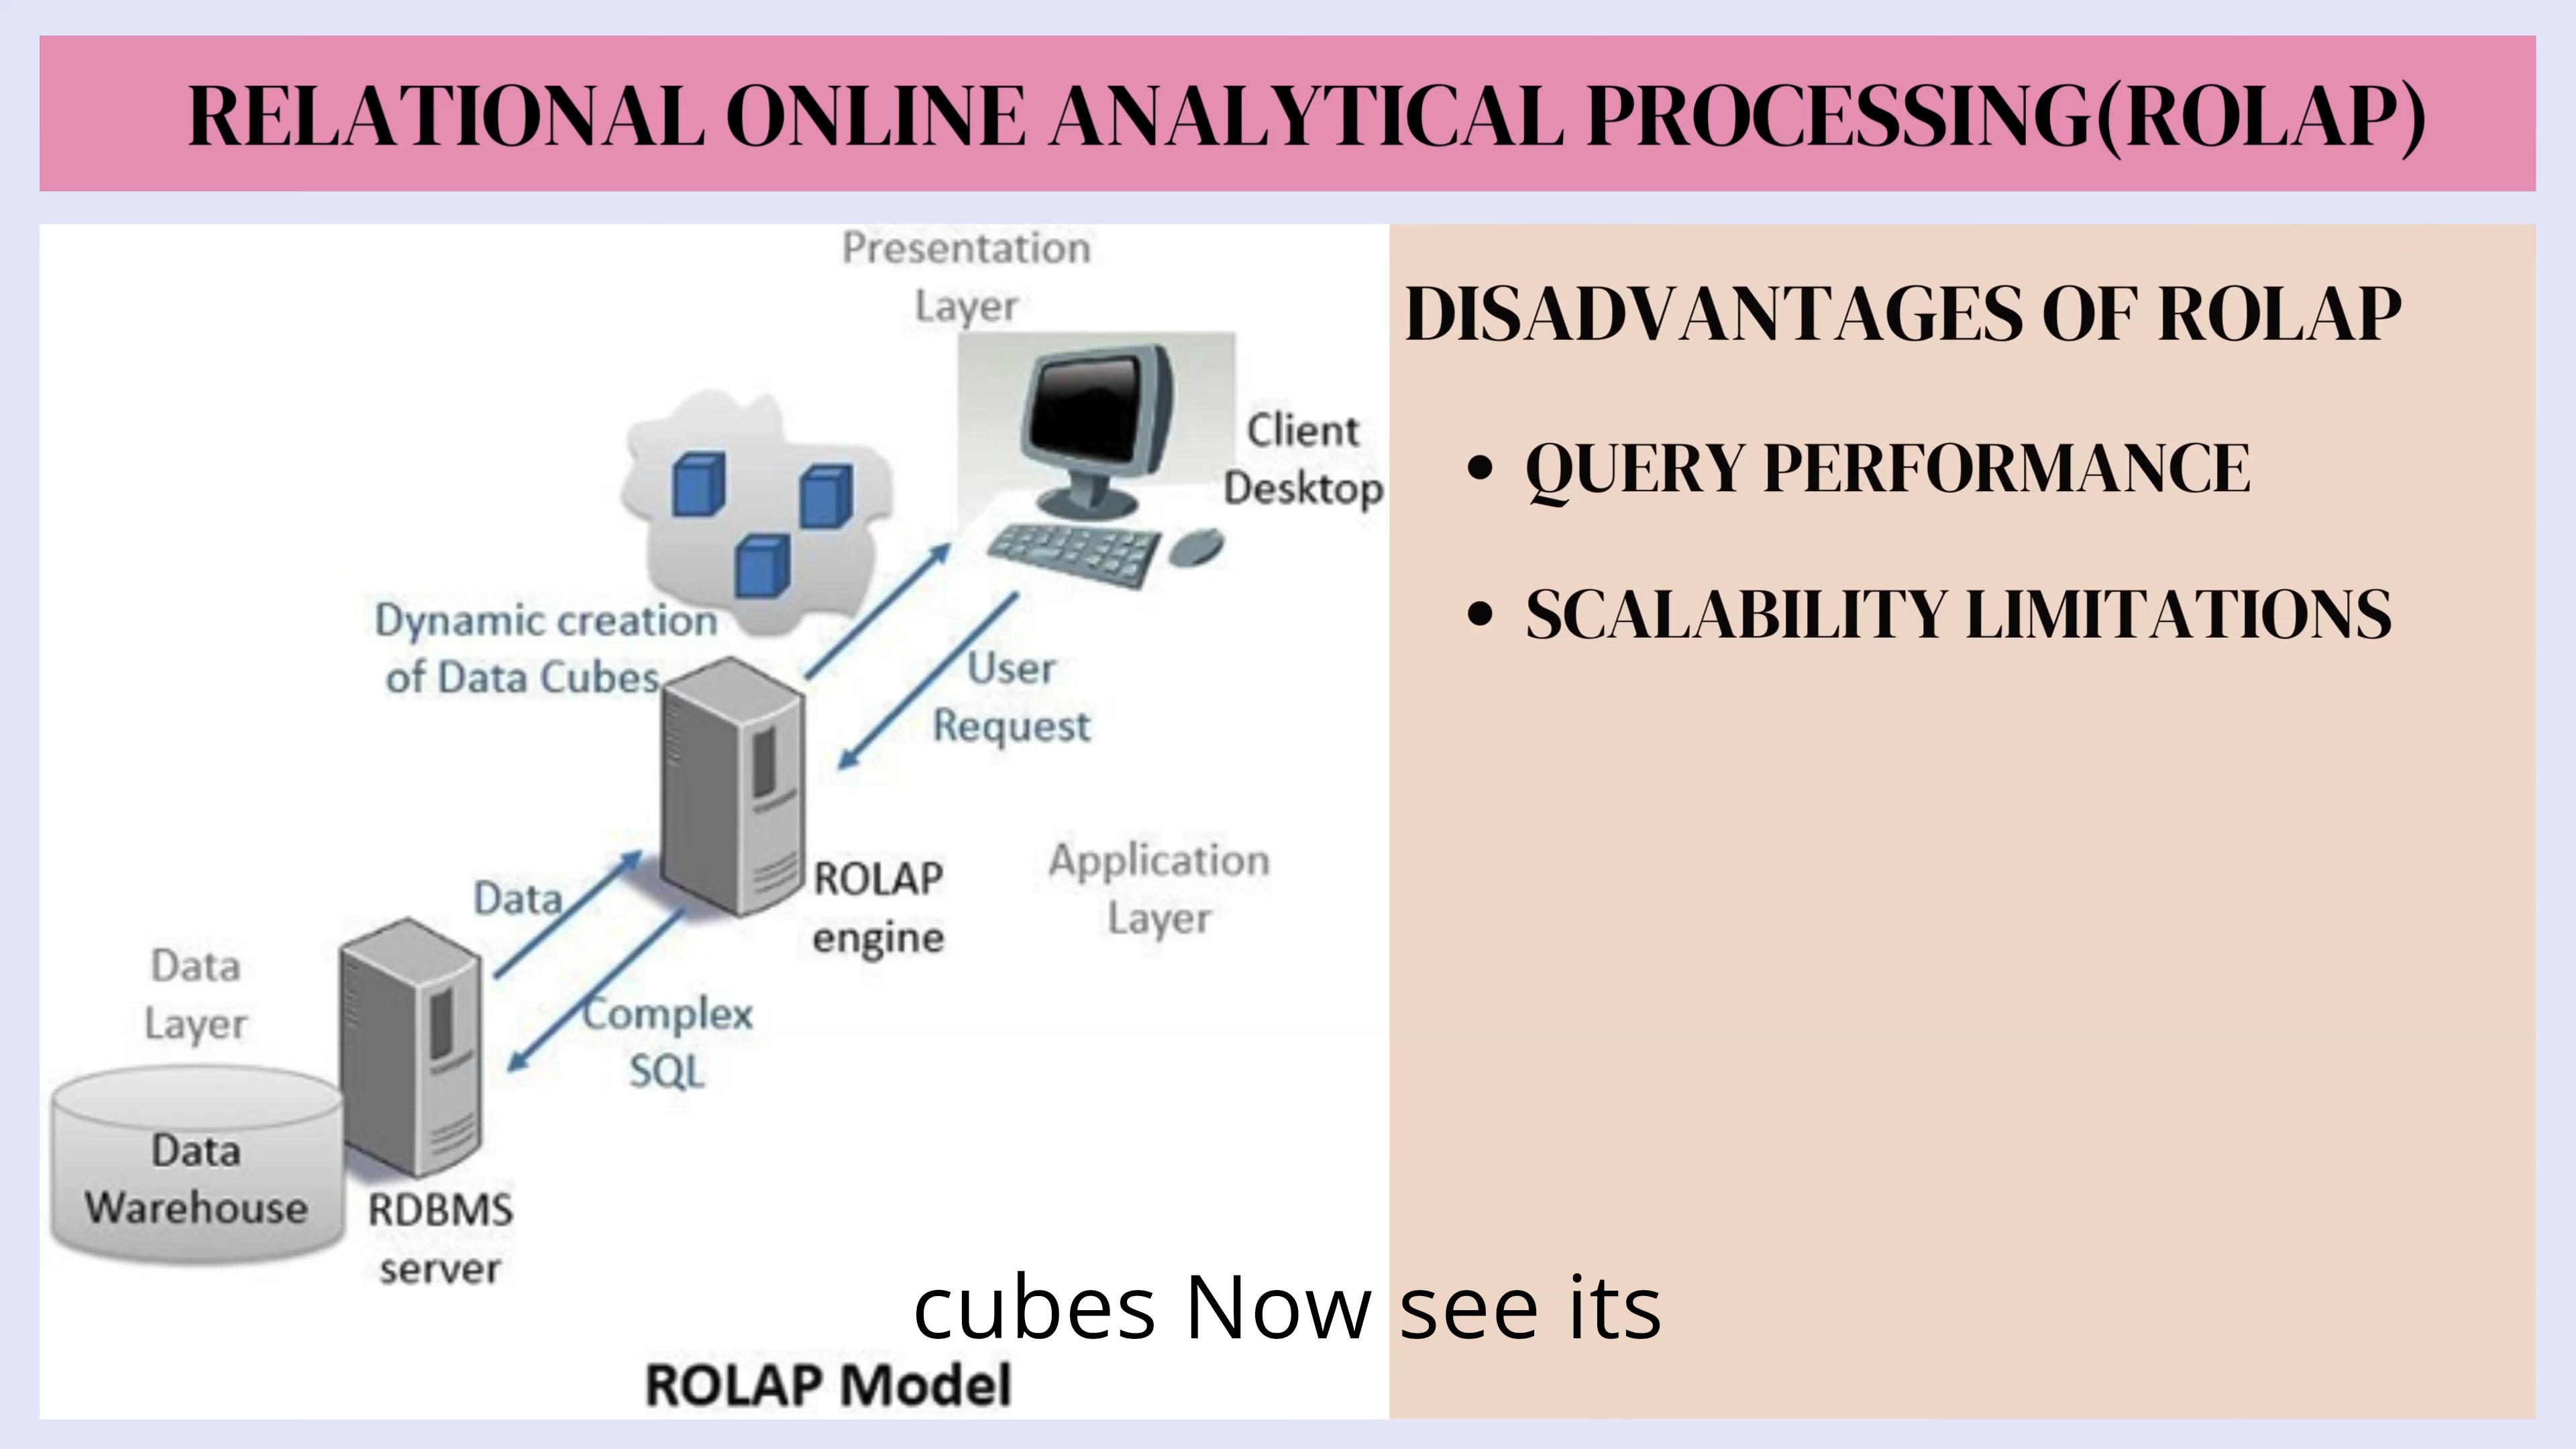 RELATIONAL ONLINE ANALYTICAL PROCESSING(ROLAP)
Presentation
Layer
Client
Desktop
Dynamic creation
of Data Cubes
User
Request
ROLAP
engine
Application
Layer
Data
Complex
SQL
Data
Layer
Data
Warehouse
RDBMS
server
ROLAP Model
DISADVANTAGES OF ROLAP
• QUERY PERFORMANCE
• SCALABILITY LIMITATIONS
cubes Now see its